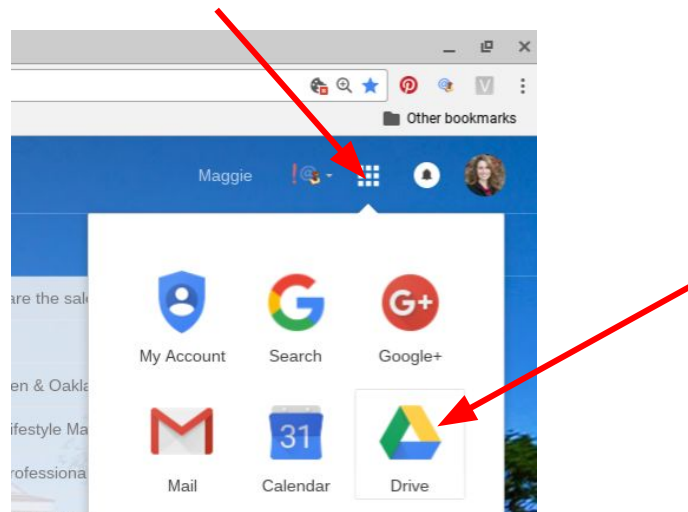 Other bookmarks
V
Maggie
!@
are the sal
G+
My Account Search Google+
en & Oakla
ifestyle Ma
31
rofessiona
Mail Calendar Drive